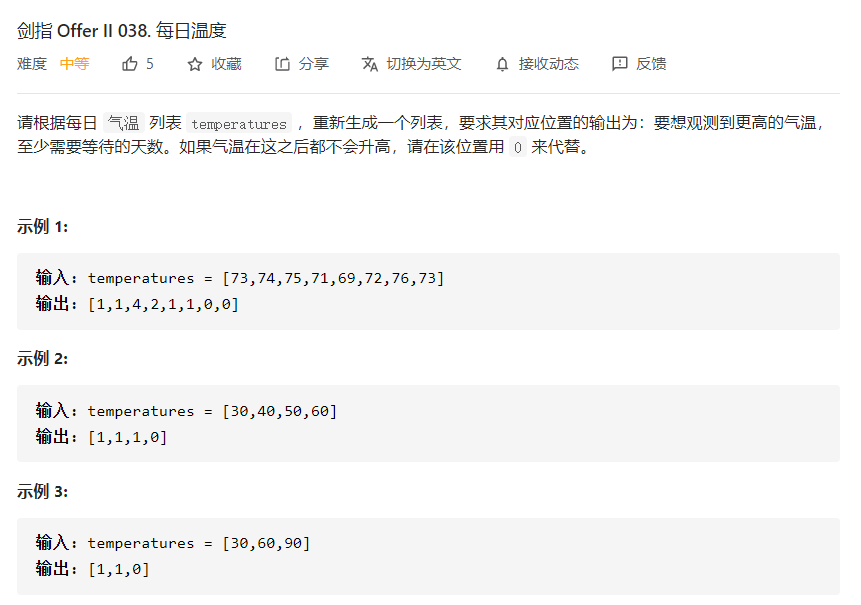 剑指 Offer II 038. 每日温度
难度 中等 5 收藏 分享 切换为英文 接收动态 反馈
请根据每日 气温 列表 temperatures ，重新生成一个列表，要求其对应位置的输出为：要想观测到更高的气温，
至少需要等待的天数。如果气温在这之后都不会升高，请在该位置用 0 来代替。
示例 1:
输入: temperatures = [73,74,75,71,69,72,76,73]
输出: [1,1,4,2,1,1,0,0]
示例 2:
输入: temperatures = [30,40,50,60]
输出: [1,1,1,0]
示例 3:
输入: temperatures = [30,60,90]
输出: [1,1,0]